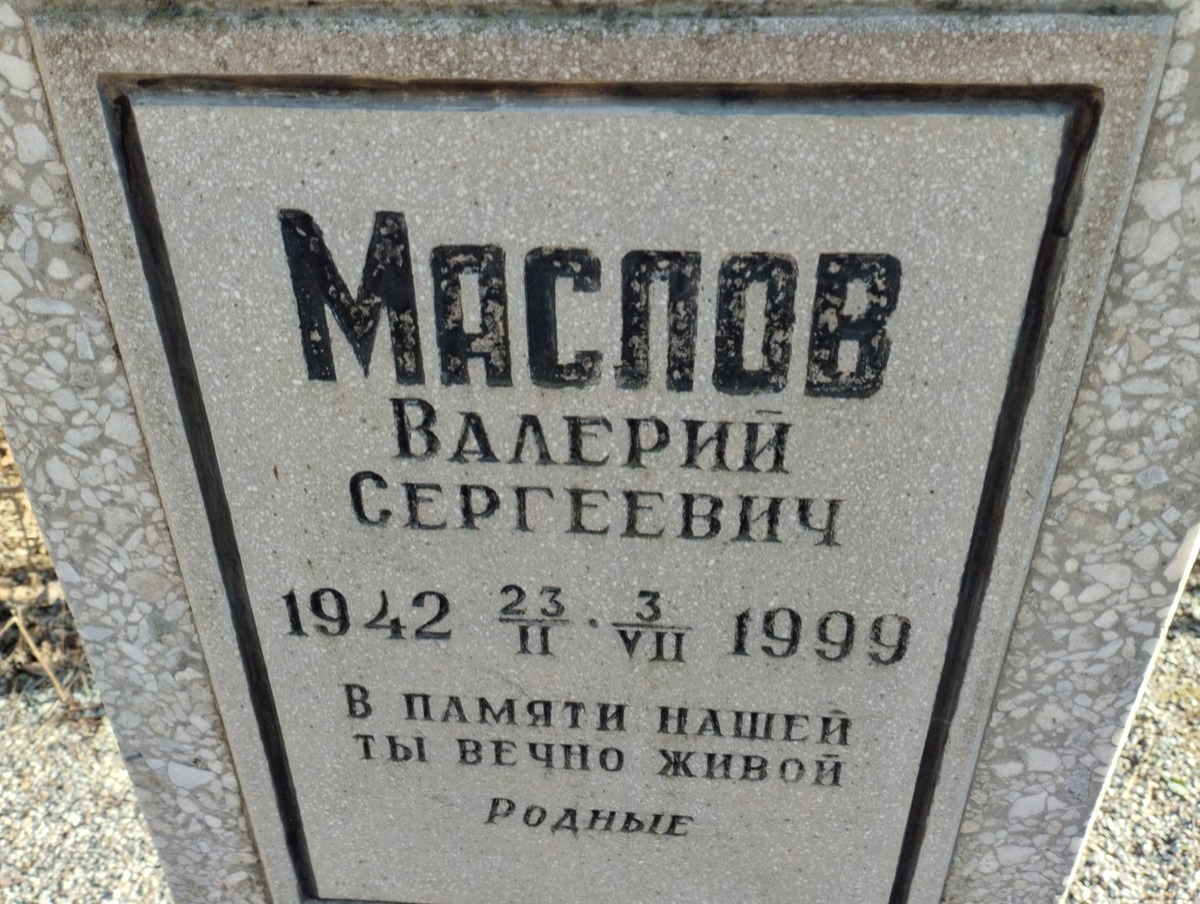 Маслов
Валерий
Сергеевич
1942 23/II · 3/VII 1999
В памяти нашей
ты вечно живой
родные